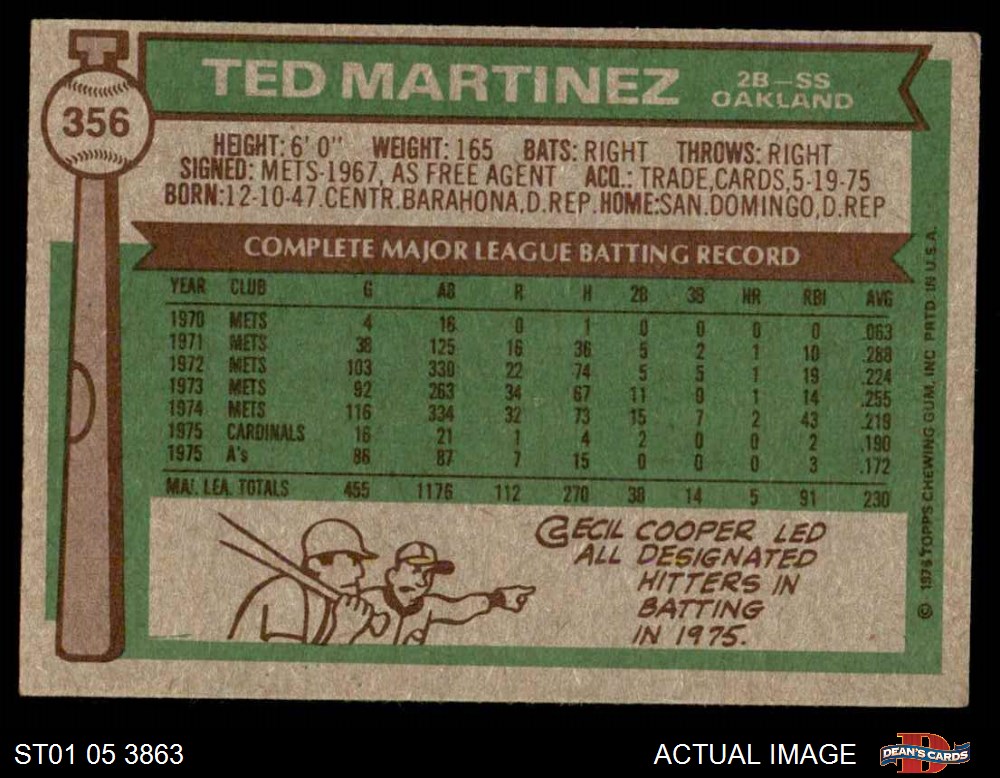 T
356
TED MARTINEZ
2B—SS
OAKLAND
HEIGHT: 6' 0" WEIGHT: 165 BATS: RIGHT THROWS: RIGHT
SIGNED: METS-1967, AS FREE AGENT ACQ.: TRADE,CARDS,5-19-75
BORN:12-10-47.CENTR.BARAHONA,D.REP.HOME:SAN.DOMINGO,D.REP
COMPLETE MAJOR LEAGUE BATTING RECORD
YEAR CLUB G AB R H 2B 3B HR RBI AVG
1970 METS 4 16 0 1 0 0 0 0 .063
1971 METS 38 125 16 36 5 2 1 10 .288
1972 METS 103 330 22 74 5 5 1 19 .224
1973 METS 92 263 34 67 11 0 1 14 .255
1974 METS 116 334 32 73 15 7 2 43 .219
1975 CARDINALS 16 21 1 4 2 0 0 2 .190
1975 A's 86 87 7 15 0 0 0 3 .172
MAJ. LEA. TOTALS 455 1176 112 270 38 14 5 91 230
CECIL COOPER LED
ALL DESIGNATED
HITTERS IN
BATTING
IN 1975.
© 1976 TOPPS CHEWING GUM, INC PRTD. IN U.S.A.
ST01 05 3863
ACTUAL IMAGE
D
DEAN'S CARDS